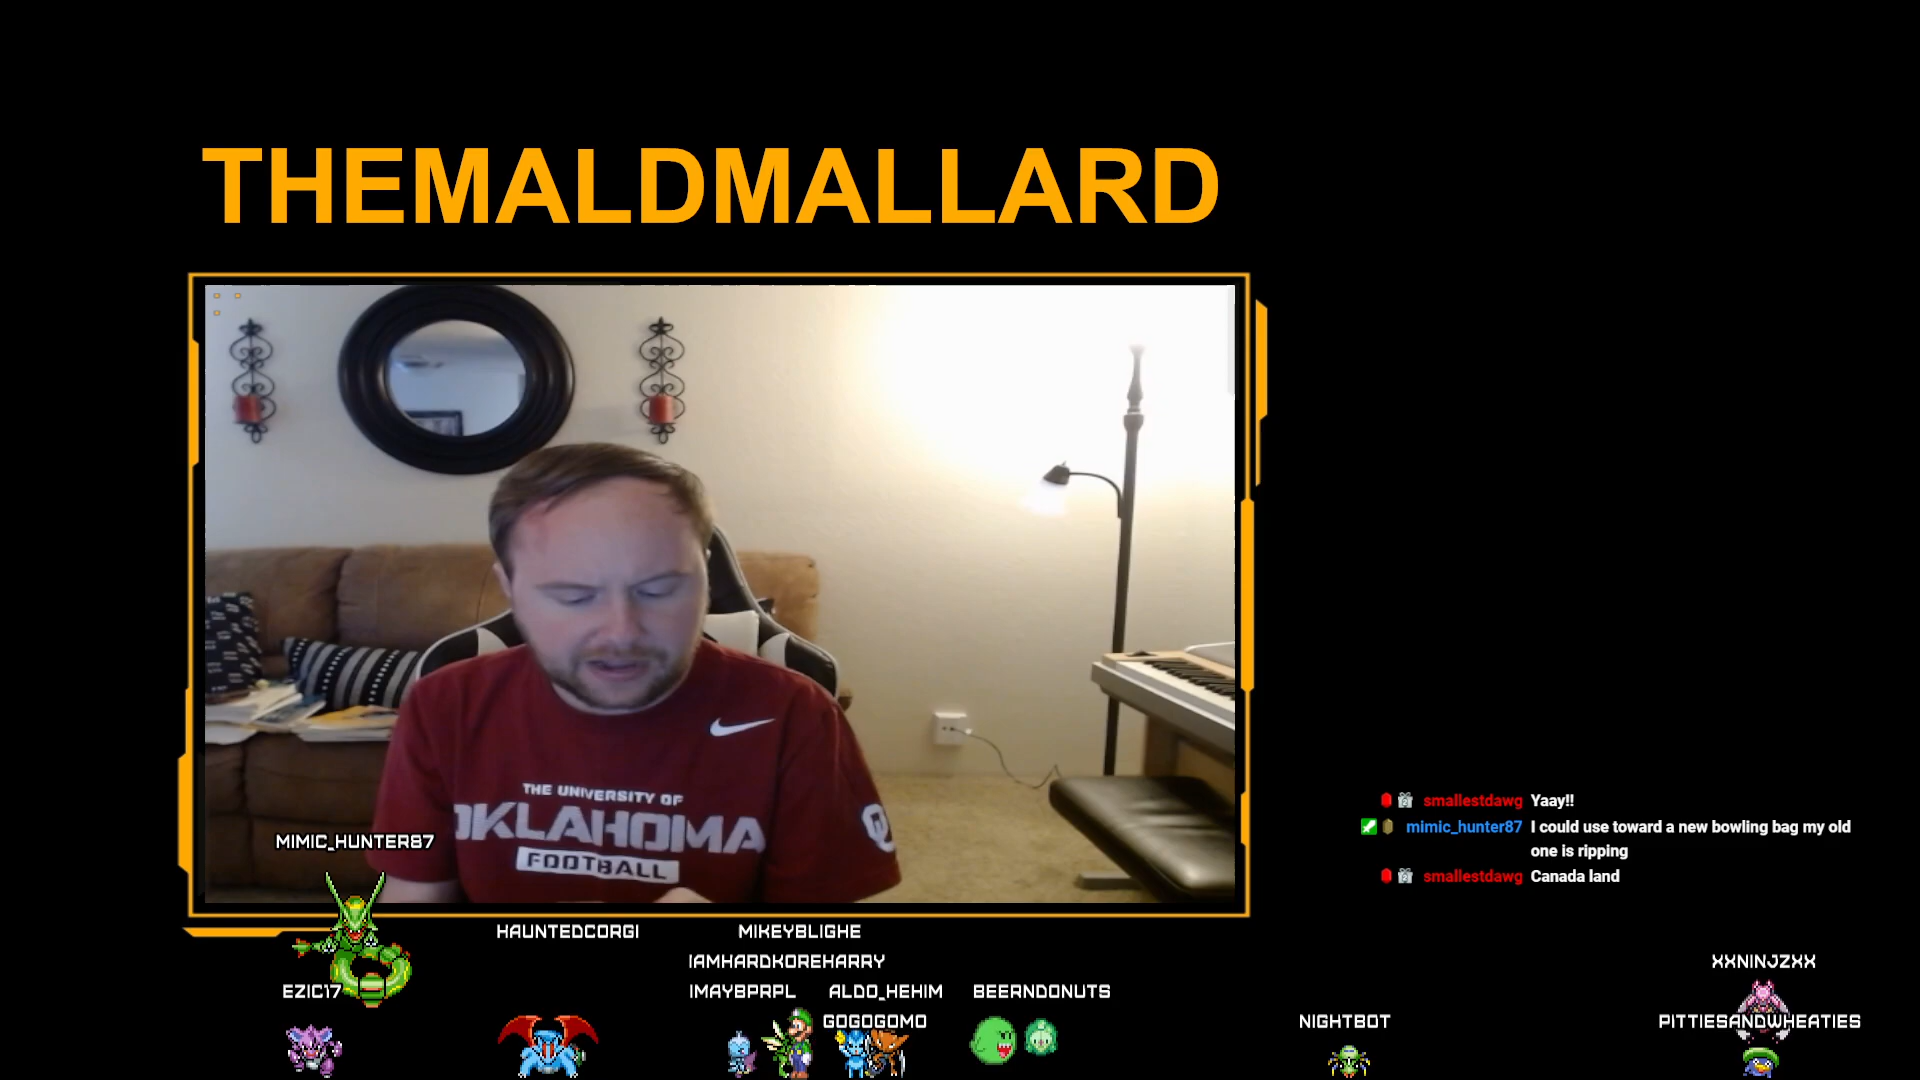 THEMALDMALLARD
THE UNIVERSITY OF
OKLAHOMA
FOOTBALL
smallestdawg Yaay!!
mimic_hunter87 I could use toward a new bowling bag my old
one is ripping
smallestdawg Canada land
MIMIC_HUNTER87
HAUNTEDCORGI
MIKEYBLIGHE
IAMHARDKOREHARRY
XXNINJZXX
EZIC17
IMAYBPRPL
ALDO_HEHIM
BEERNDONUTS
GOGOGOMO
NIGHTBOT
PITTIESANDWHEATIES